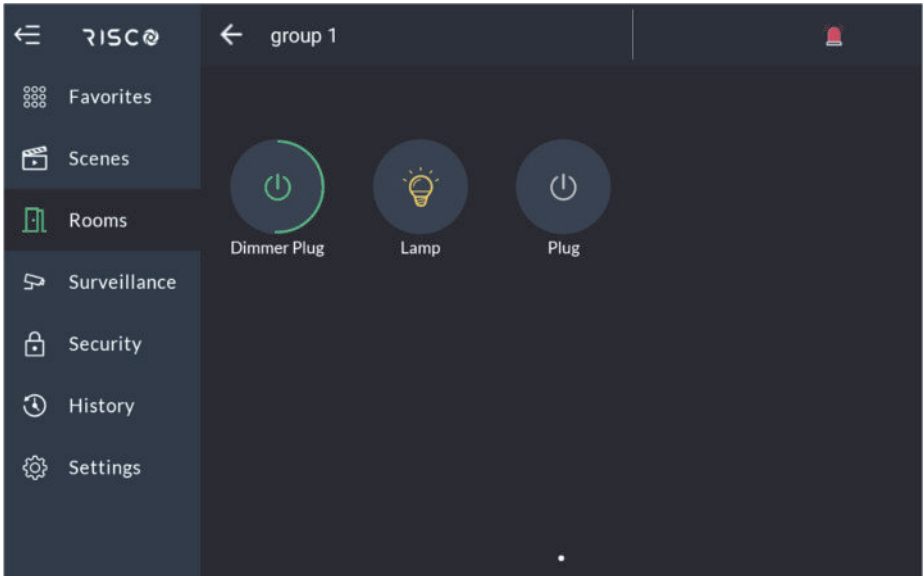 RISCO
group 1
Favorites
Scenes
Rooms
Surveillance
Security
History
Settings
Dimmer Plug
Lamp
Plug